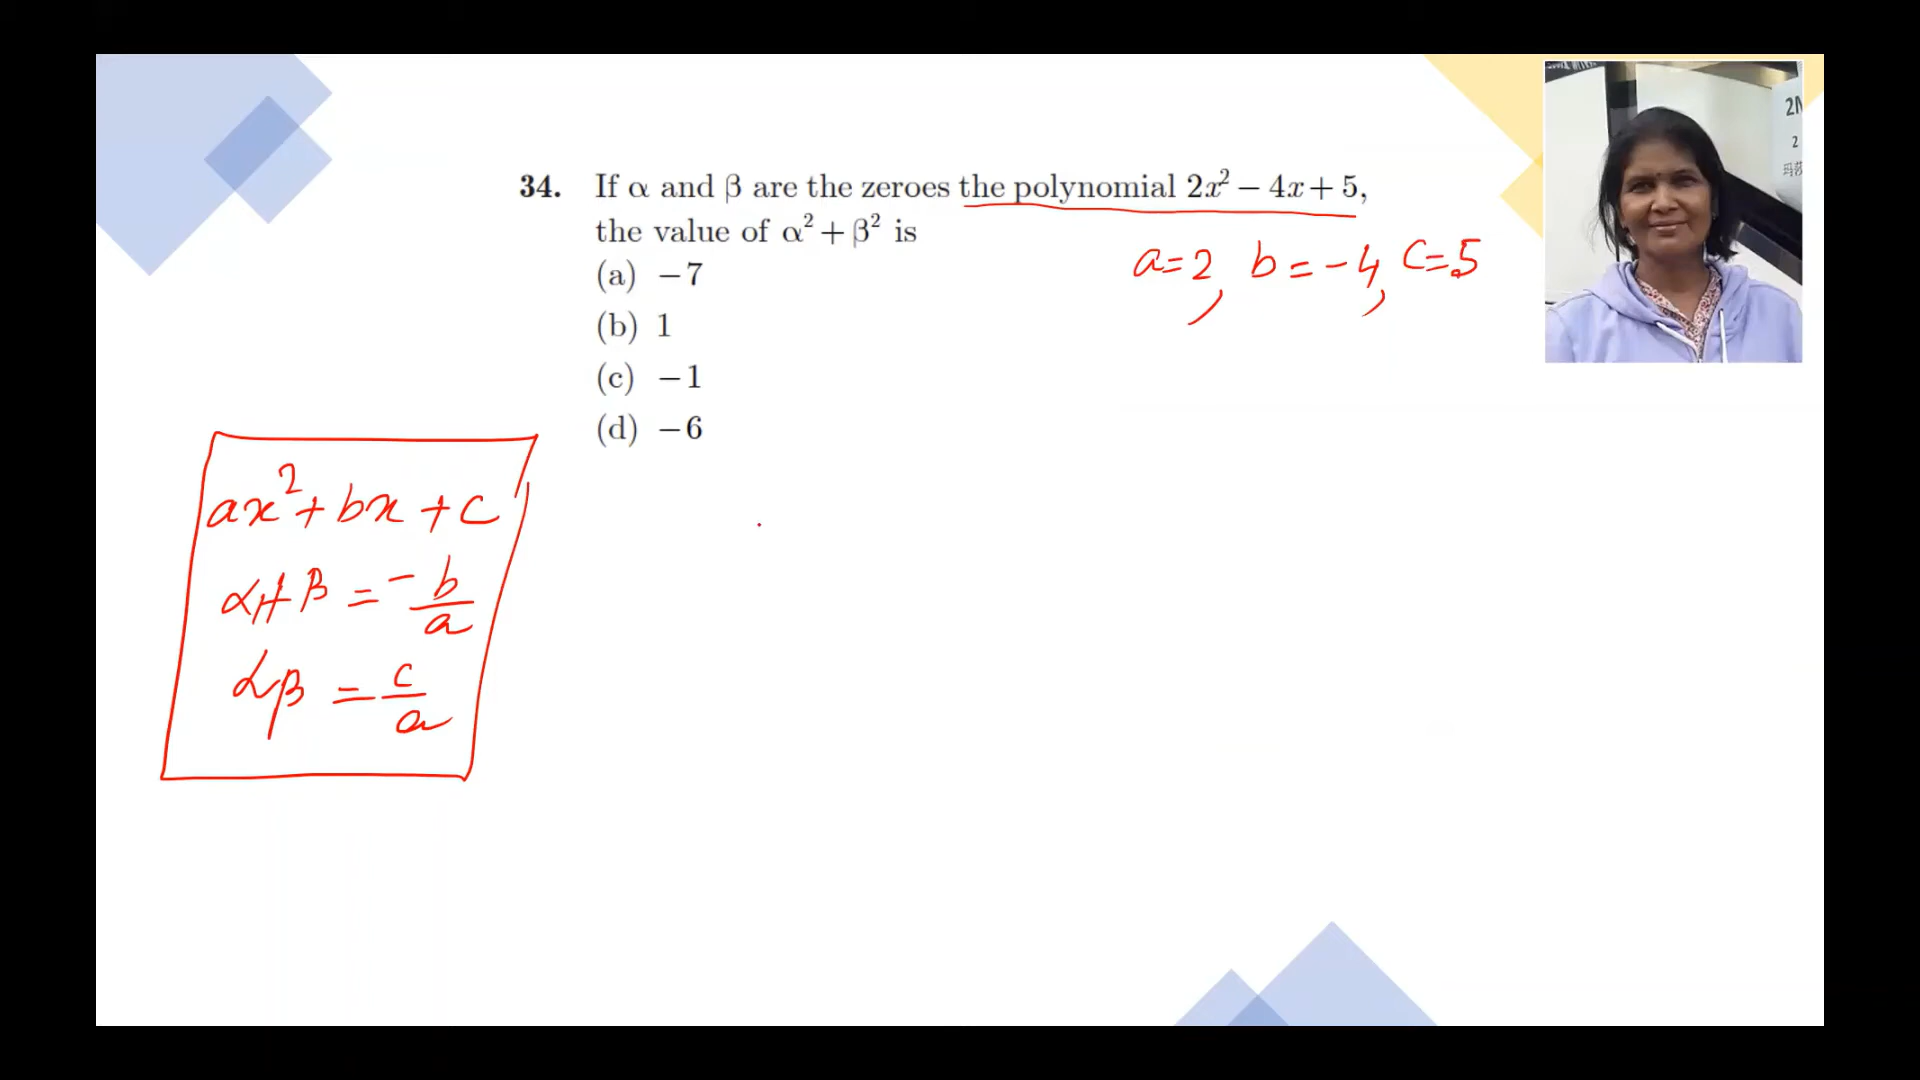 34. If α and β are the zeroes the polynomial 2x² − 4x + 5,
the value of α² + β² is
(a) −7
(b) 1
(c) −1
(d) −6
a=2, b=-4, c=5
ax²+bx+c
α+β = -b/a
αβ = c/a
2